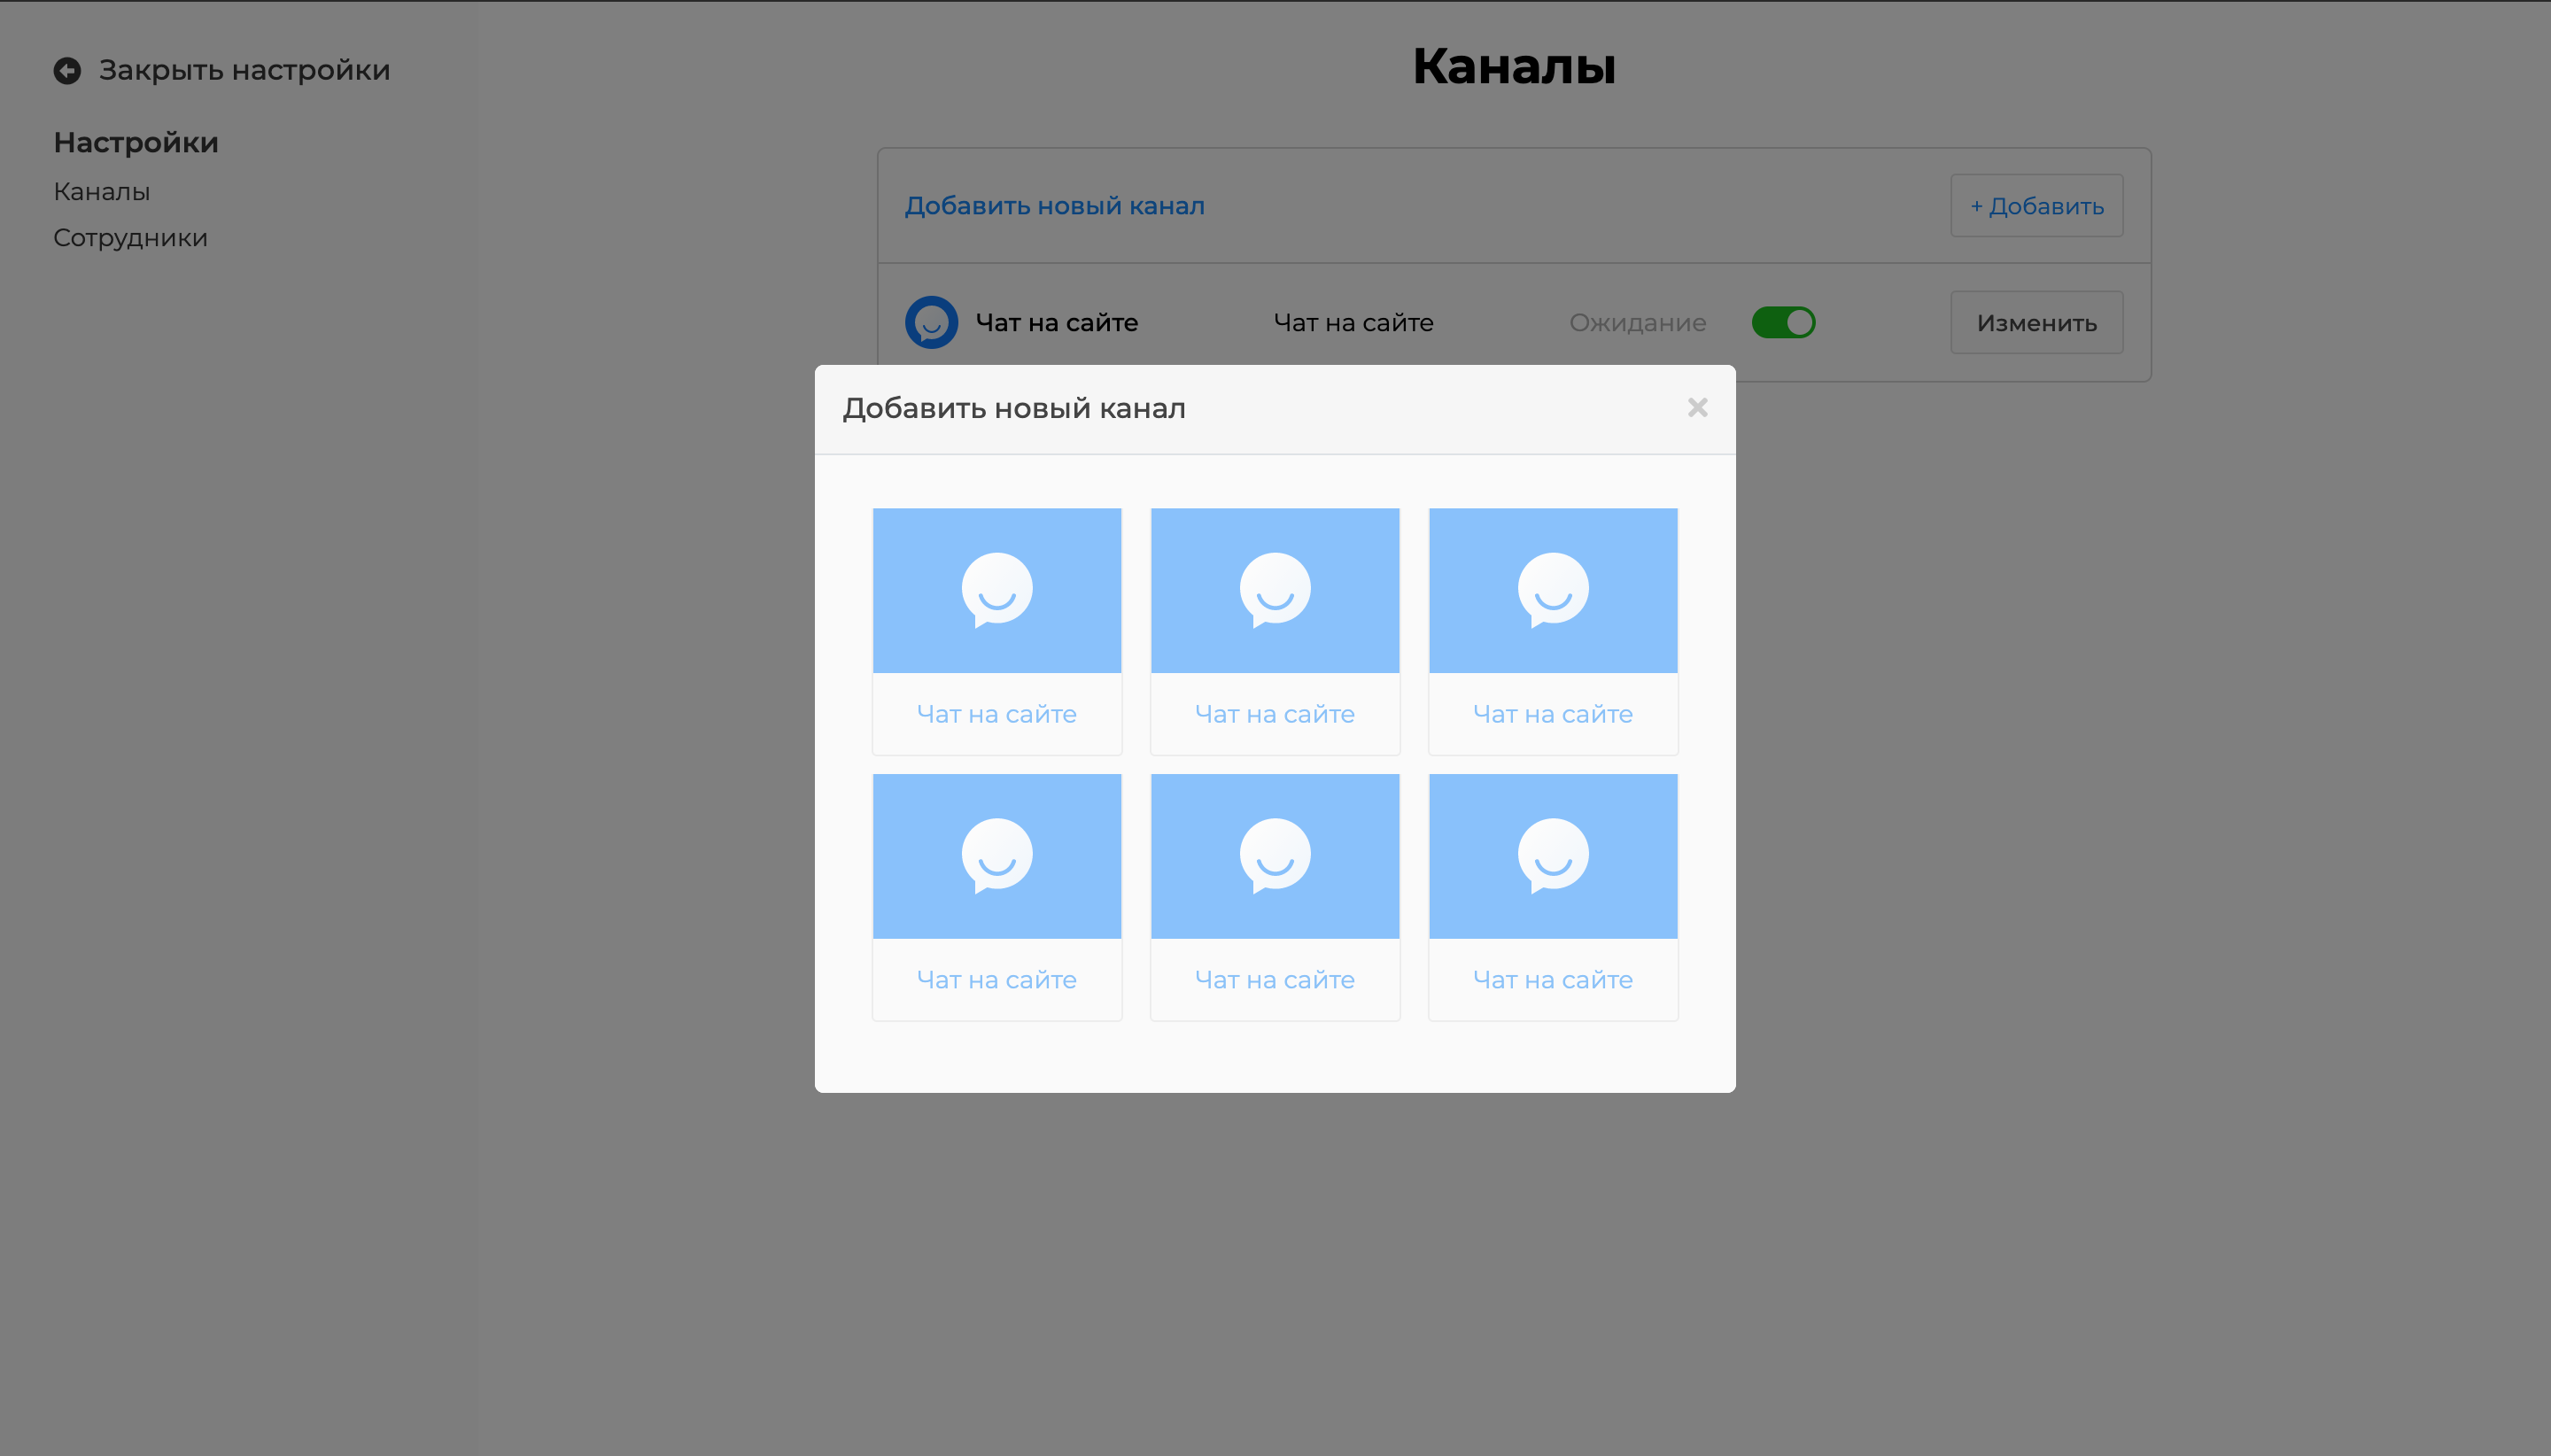 Закрыть настройки
Настройки
Каналы
Сотрудники
Каналы
Добавить новый канал
+ Добавить
Чат на сайте
Чат на сайте
Ожидание
Изменить
Добавить новый канал
Чат на сайте
Чат на сайте
Чат на сайте
Чат на сайте
Чат на сайте
Чат на сайте